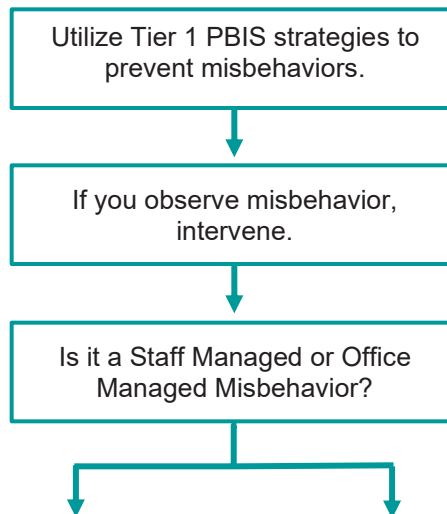 Utilize Tier 1 PBIS strategies to
prevent misbehaviors.
If you observe misbehavior,
intervene.
Is it a Staff Managed or Office
Managed Misbehavior?